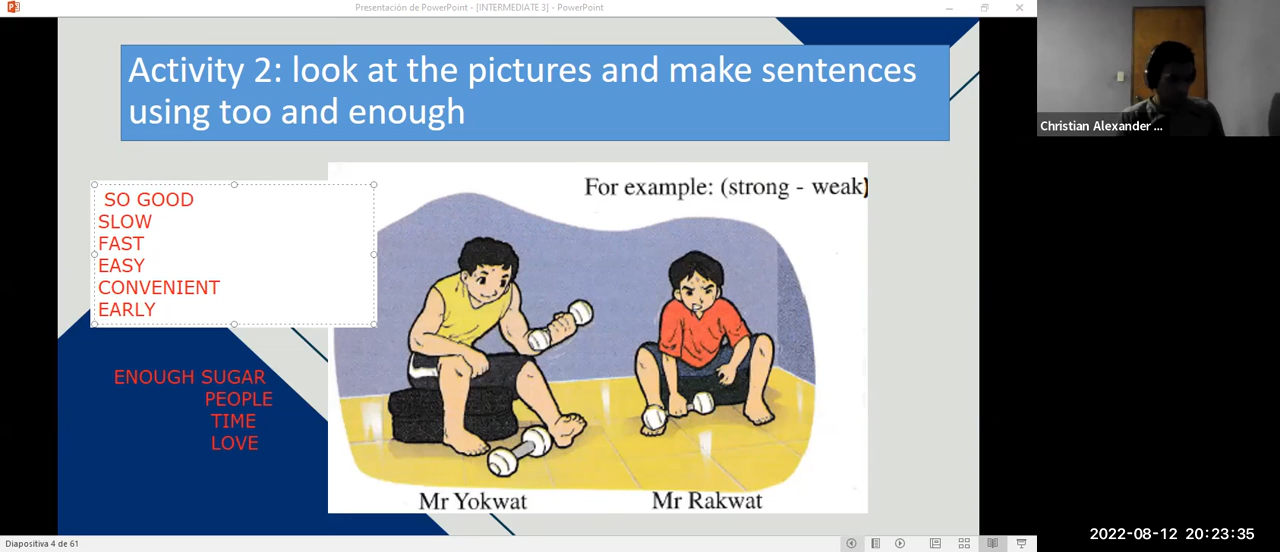 Presentación de PowerPoint - [INTERMEDIATE 3] - PowerPoint
Activity 2: look at the pictures and make sentences
using too and enough
For example: (strong - weak)
SO GOOD
SLOW
FAST
EASY
CONVENIENT
EARLY
ENOUGH SUGAR
PEOPLE
TIME
LOVE
Mr Yokwat
Mr Rakwat
Christian Alexander ...
Diapositiva 4 de 61
2022-08-12 20:23:35